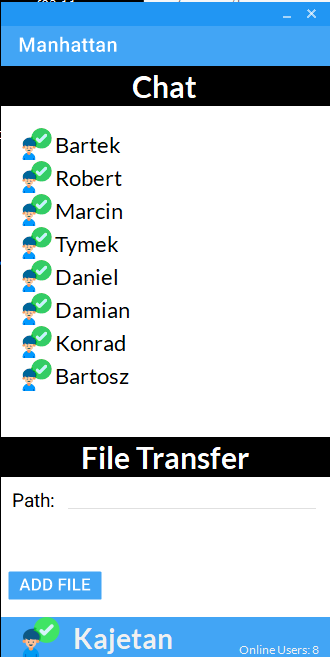 Manhattan
Chat
Bartek
Robert
Marcin
Tymek
Daniel
Damian
Konrad
Bartosz
File Transfer
Path:
ADD FILE
Kajetan
Online Users: 8